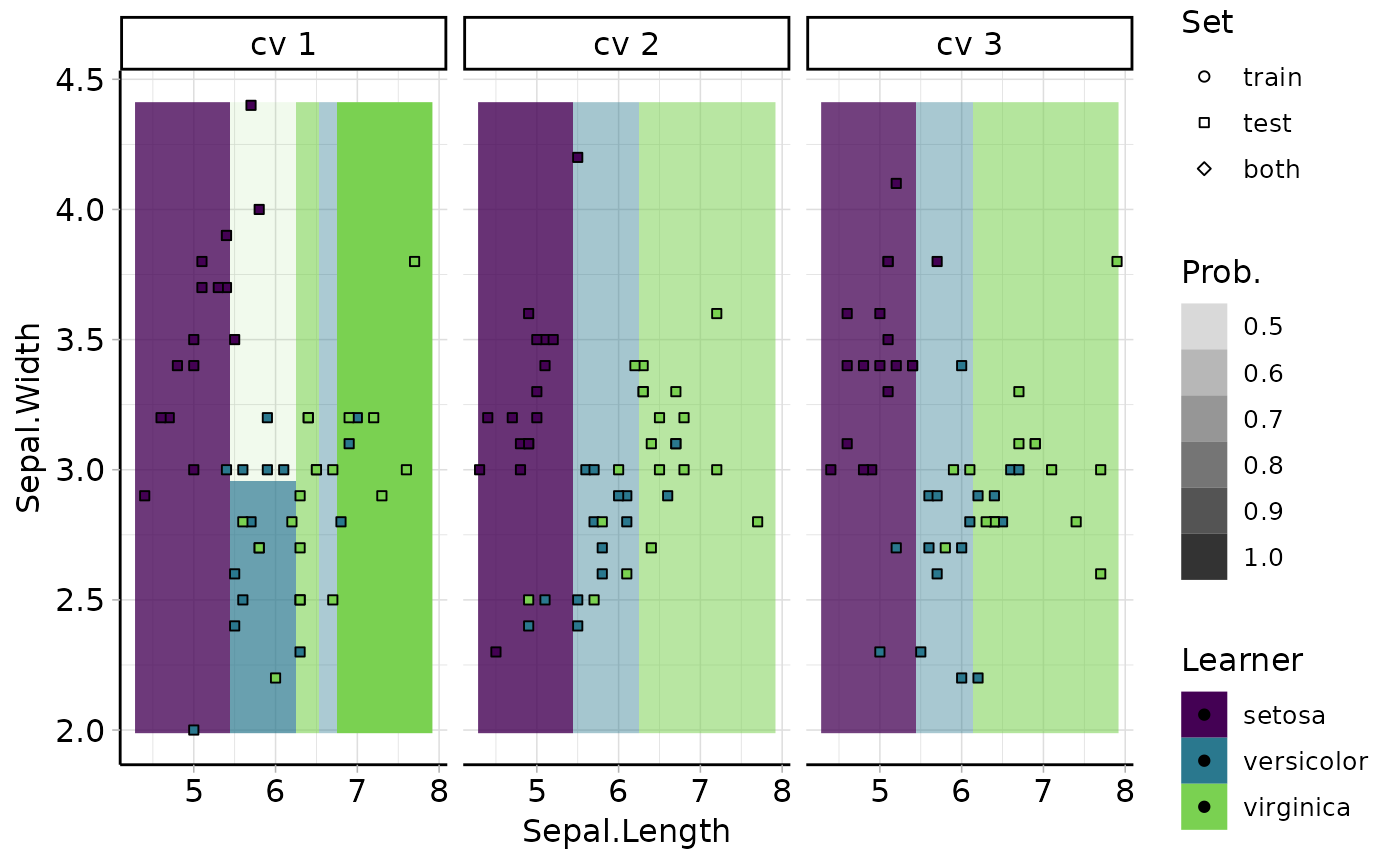 cv 1
cv 2
cv 3
4.5
4.0
3.5
3.0
2.5
2.0
Sepal.Width
5 6 7 8
5 6 7 8
5 6 7 8
Sepal.Length
Set
train
test
both
Prob.
0.5
0.6
0.7
0.8
0.9
1.0
Learner
setosa
versicolor
virginica